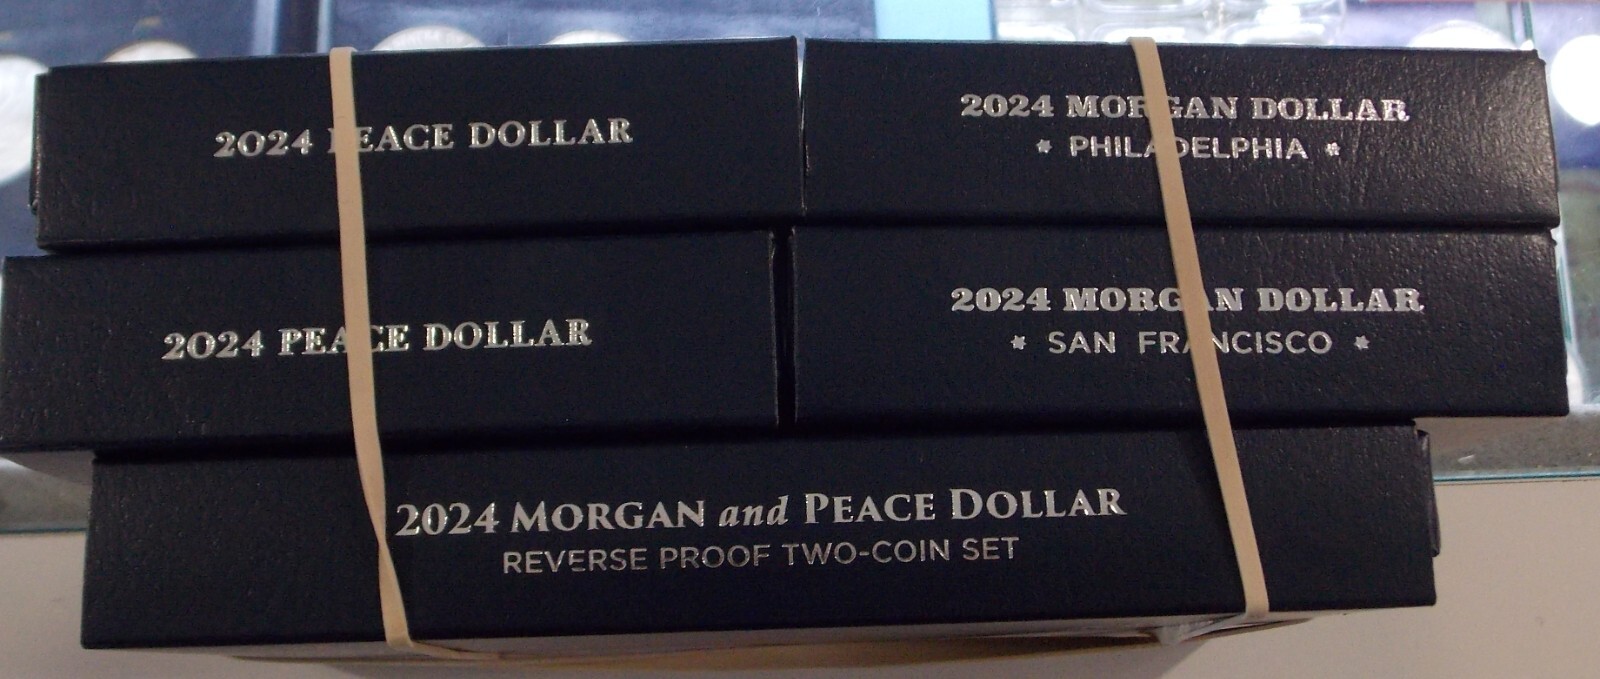 2024 PEACE DOLLAR
2024 MORGAN DOLLAR
* PHILADELPHIA *
2024 PEACE DOLLAR
2024 MORGAN DOLLAR
* SAN FRANCISCO *
2024 MORGAN and PEACE DOLLAR
REVERSE PROOF TWO-COIN SET